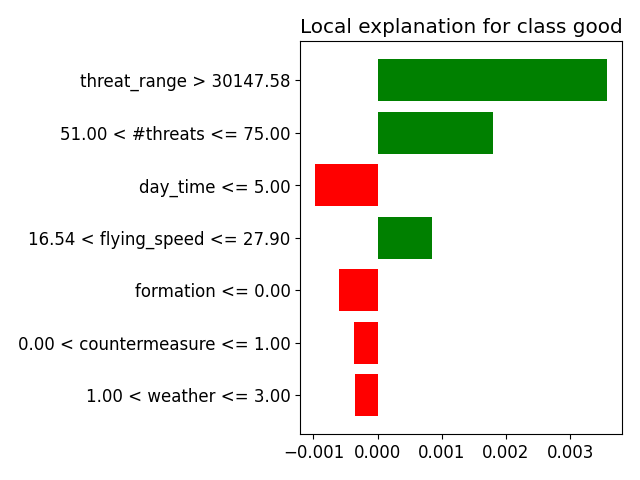 Local explanation for class good
threat_range > 30147.58
51.00 < #threats <= 75.00
day_time <= 5.00
16.54 < flying_speed <= 27.90
formation <= 0.00
0.00 < countermeasure <= 1.00
1.00 < weather <= 3.00
−0.001 0.000 0.001 0.002 0.003